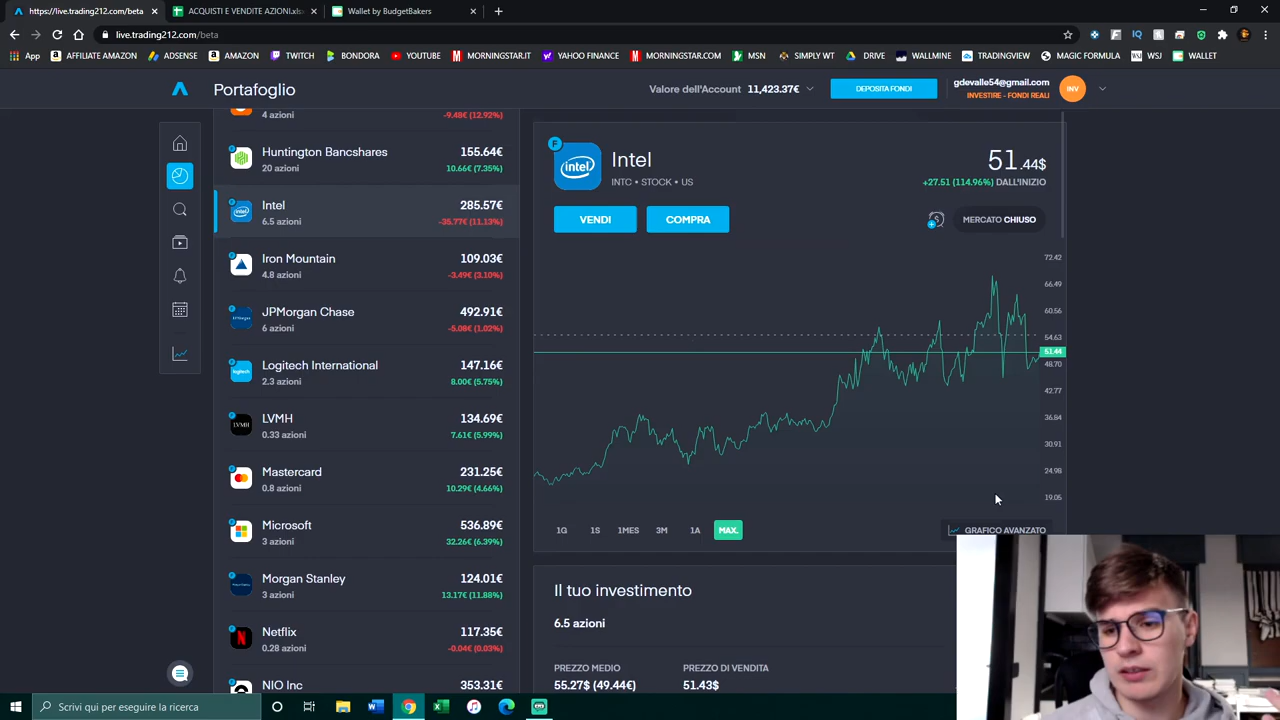 https://live.trading212.com/beta
ACQUISTI E VENDITE AZIONI.xls
Wallet by BudgetBakers
live.trading212.com/beta
App
AFFILIATE AMAZON
ADSENSE
AMAZON
TWITCH
BONDORA
YOUTUBE
MORNINGSTAR.IT
YAHOO FINANCE
MORNINGSTAR.COM
MSN
SIMPLY WT
DRIVE
WALLMINE
TRADINGVIEW
MAGIC FORMULA
WSJ
WALLET
Portafoglio
Valore dell'Account 11,423.37€
DEPOSITA FONDI
gdevalle54@gmail.com
INVESTIRE - FONDI REALI
INV
4 azioni
-9.48€ (12.92%)
Huntington Bancshares
155.64€
20 azioni
10.66€ (7.35%)
Intel
285.57€
6.5 azioni
-35.77€ (11.13%)
Iron Mountain
109.03€
4.8 azioni
-3.49€ (3.10%)
JPMorgan Chase
492.91€
6 azioni
-5.08€ (1.02%)
Logitech International
147.16€
2.3 azioni
8.00€ (5.75%)
LVMH
134.69€
0.33 azioni
7.61€ (5.99%)
Mastercard
231.25€
0.8 azioni
10.29€ (4.66%)
Microsoft
536.89€
3 azioni
32.26€ (6.39%)
Morgan Stanley
124.01€
3 azioni
13.17€ (11.88%)
Netflix
117.35€
0.28 azioni
-0.04€ (0.03%)
NIO Inc
353.31€
F
intel
Intel
INTC • STOCK • US
51.44$
+27.51 (114.96%) DALL'INIZIO
VENDI
COMPRA
MERCATO CHIUSO
72.42
66.49
60.56
54.63
51.44
48.70
42.77
36.84
30.91
24.98
19.05
1G
1S
1MES
3M
1A
MAX.
GRAFICO AVANZATO
Il tuo investimento
6.5 azioni
PREZZO MEDIO
PREZZO DI VENDITA
55.27$ (49.44€)
51.43$
Scrivi qui per eseguire la ricerca